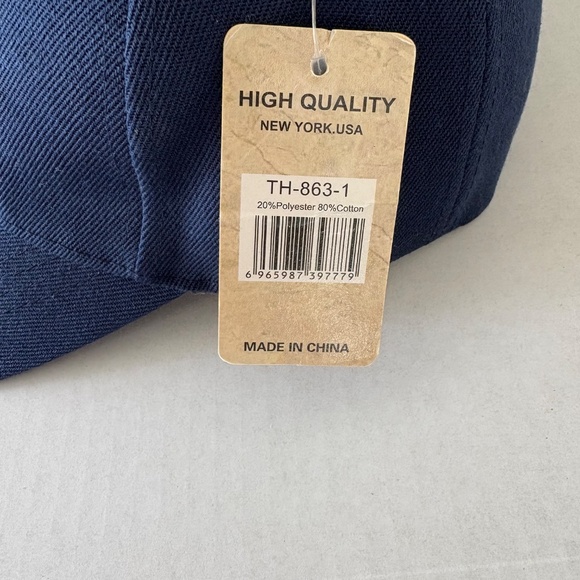 HIGH QUALITY
NEW YORK.USA
TH-863-1
20%Polyester 80%Cotton
6 965987 397779
MADE IN CHINA